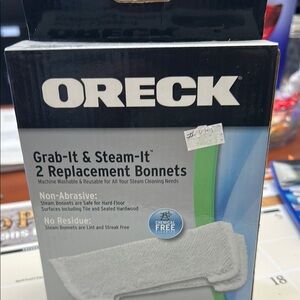 ORECK
Grab-It & Steam-It™
2 Replacement Bonnets
Machine Washable & Reusable for All Your Steam Cleaning Needs
Non-Abrasive:
Steam Bonnets are Safe for Hard-Floor
Surfaces Including Tile and Sealed Hardwood
No Residue:
Steam Bonnets are Lint and Streak Free
CHEMICAL
FREE
18